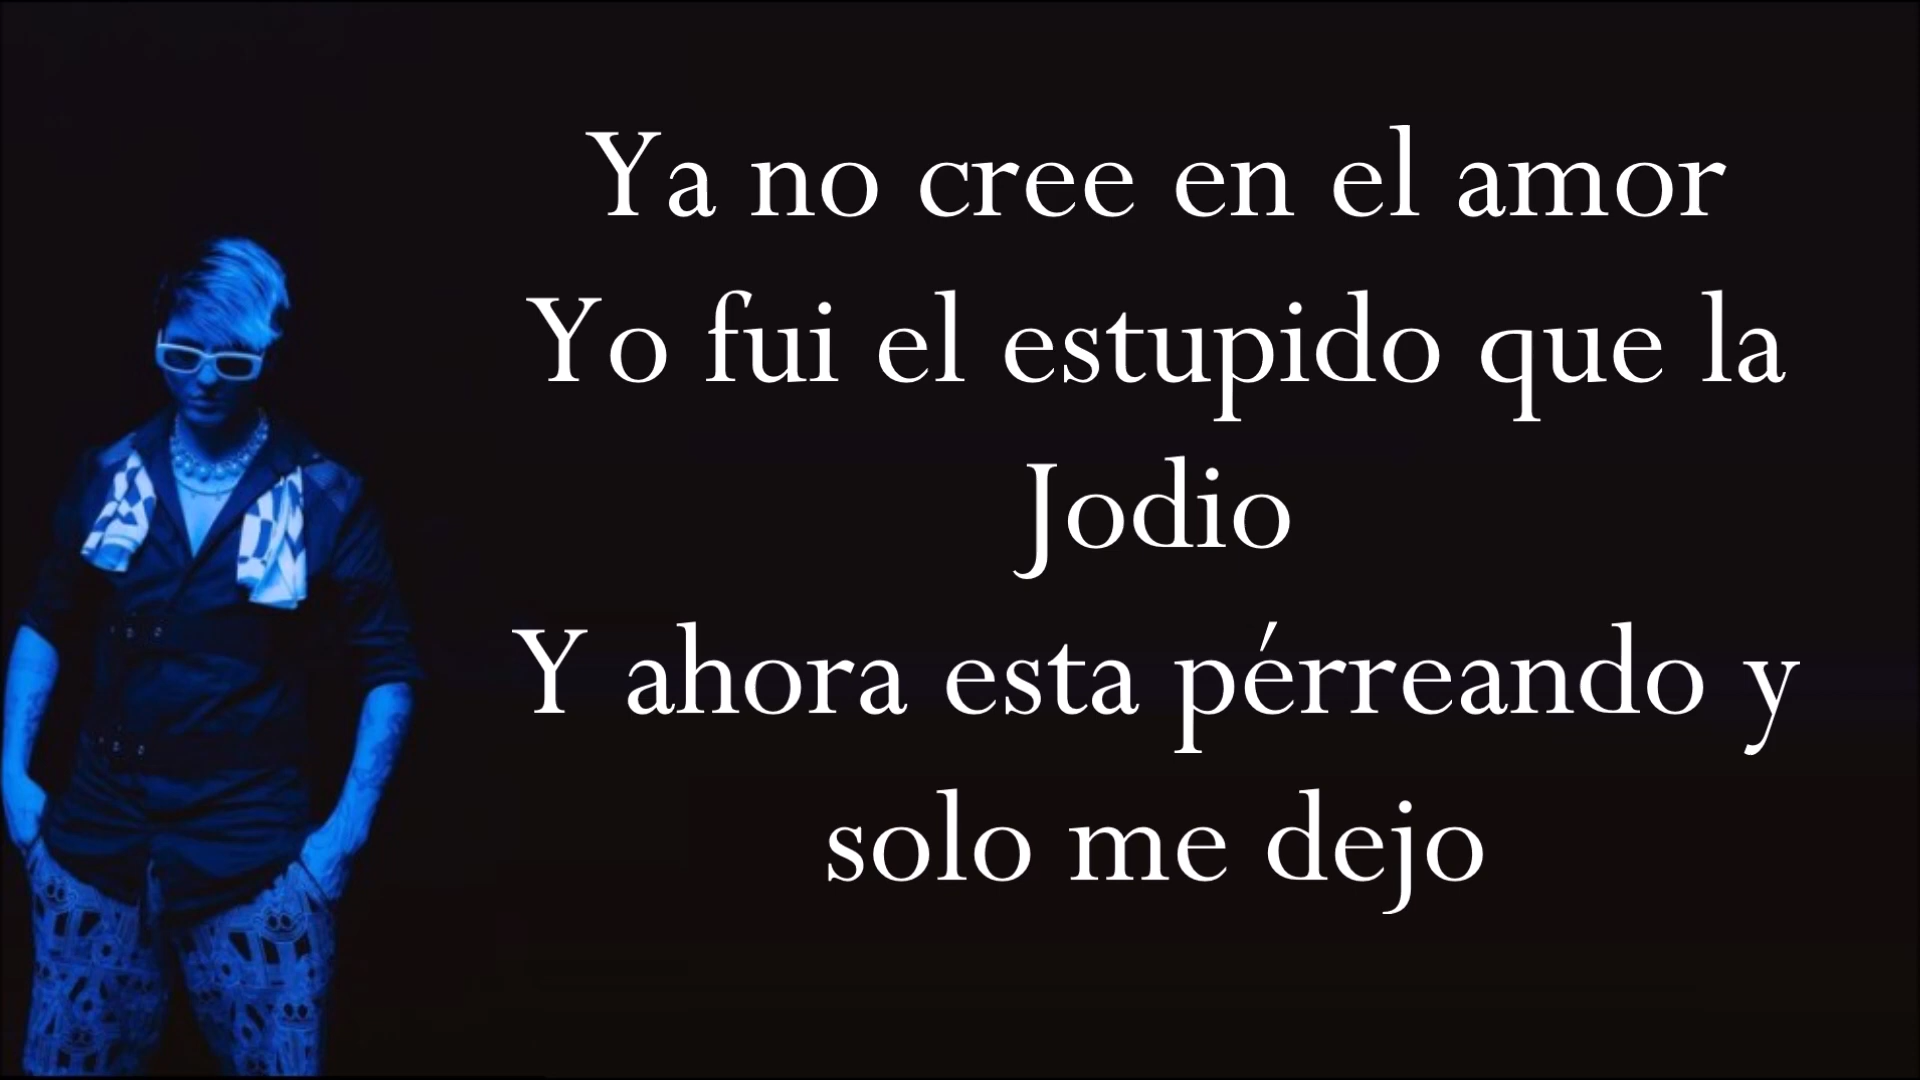 Ya no cree en el amor
Yo fui el estupido que la
Jodio
Y ahora esta pérreando y
solo me dejo